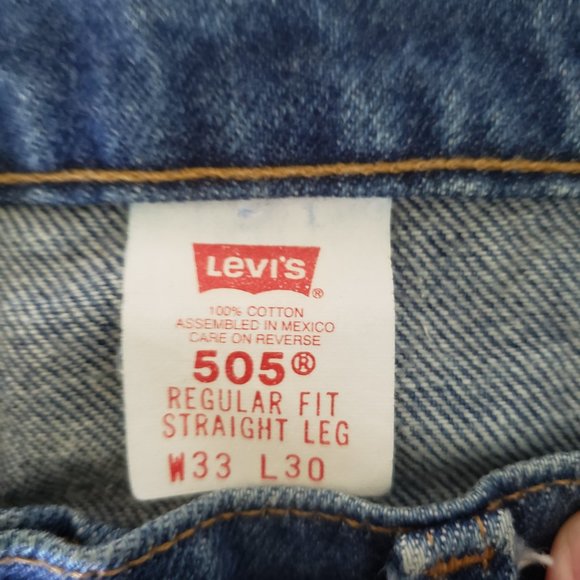 Levi's®
100% COTTON
ASSEMBLED IN MEXICO
CARE ON REVERSE
505®
REGULAR FIT
STRAIGHT LEG
W33 L30